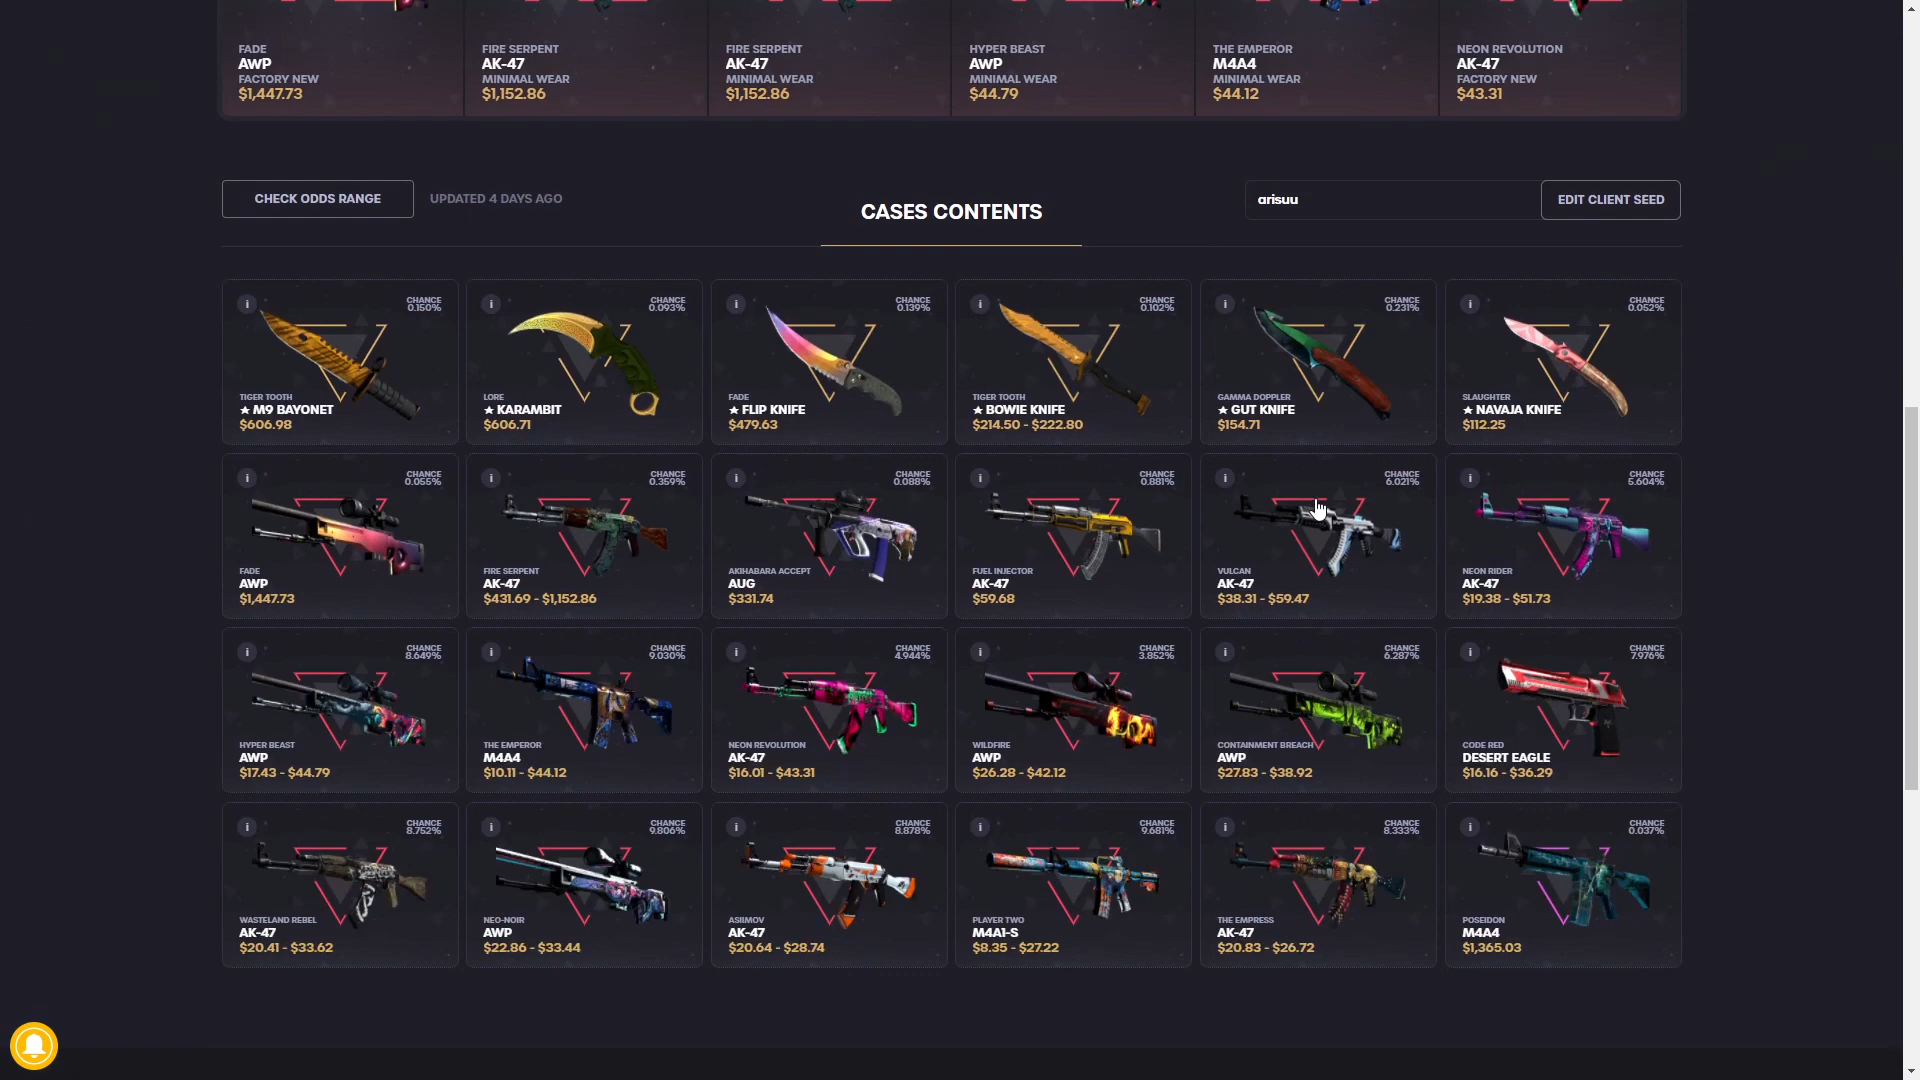 FADE
AWP
FACTORY NEW
$1,447.73
FIRE SERPENT
AK-47
MINIMAL WEAR
$1,152.86
FIRE SERPENT
AK-47
MINIMAL WEAR
$1,152.86
HYPER BEAST
AWP
MINIMAL WEAR
$44.79
THE EMPEROR
M4A4
MINIMAL WEAR
$44.12
NEON REVOLUTION
AK-47
FACTORY NEW
$43.31
CHECK ODDS RANGE
UPDATED 4 DAYS AGO
CASES CONTENTS
arisuu
EDIT CLIENT SEED
i
CHANCE
0.150%
TIGER TOOTH
★ M9 BAYONET
$606.98
i
CHANCE
0.093%
LORE
★ KARAMBIT
$606.71
i
CHANCE
0.139%
FADE
★ FLIP KNIFE
$479.63
i
CHANCE
0.102%
TIGER TOOTH
★ BOWIE KNIFE
$214.50 - $222.80
i
CHANCE
0.231%
GAMMA DOPPLER
★ GUT KNIFE
$154.71
i
CHANCE
0.052%
SLAUGHTER
★ NAVAJA KNIFE
$112.25
i
CHANCE
0.055%
FADE
AWP
$1,447.73
i
CHANCE
0.359%
FIRE SERPENT
AK-47
$431.69 - $1,152.86
i
CHANCE
0.088%
AKIHABARA ACCEPT
AUG
$331.74
i
CHANCE
0.881%
FUEL INJECTOR
AK-47
$59.68
i
CHANCE
6.021%
VULCAN
AK-47
$38.31 - $59.47
i
CHANCE
5.604%
NEON RIDER
AK-47
$19.38 - $51.73
i
CHANCE
8.649%
HYPER BEAST
AWP
$17.43 - $44.79
i
CHANCE
9.030%
THE EMPEROR
M4A4
$10.11 - $44.12
i
CHANCE
4.944%
NEON REVOLUTION
AK-47
$16.01 - $43.31
i
CHANCE
3.852%
WILDFIRE
AWP
$26.28 - $42.12
i
CHANCE
6.287%
CONTAINMENT BREACH
AWP
$27.83 - $38.92
i
CHANCE
7.976%
CODE RED
DESERT EAGLE
$16.16 - $36.29
i
CHANCE
8.752%
WASTELAND REBEL
AK-47
$20.41 - $33.62
i
CHANCE
9.806%
NEO-NOIR
AWP
$22.86 - $33.44
i
CHANCE
8.878%
ASIIMOV
AK-47
$20.64 - $28.74
i
CHANCE
9.681%
PLAYER TWO
M4A1-S
$8.35 - $27.22
i
CHANCE
8.333%
THE EMPRESS
AK-47
$20.83 - $26.72
i
CHANCE
0.037%
POSEIDON
M4A4
$1,365.03